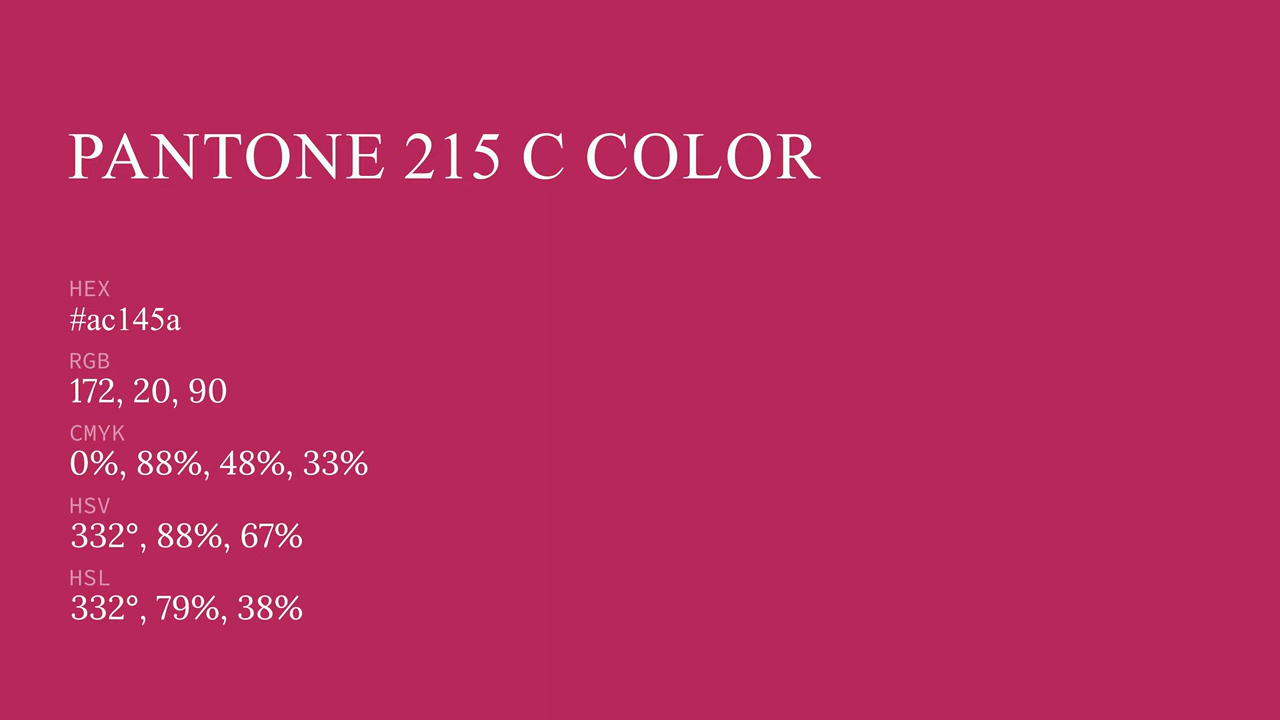 PANTONE 215 C COLOR
HEX
#ac145a
RGB
172, 20, 90
CMYK
0%, 88%, 48%, 33%
HSV
332°, 88%, 67%
HSL
332°, 79%, 38%